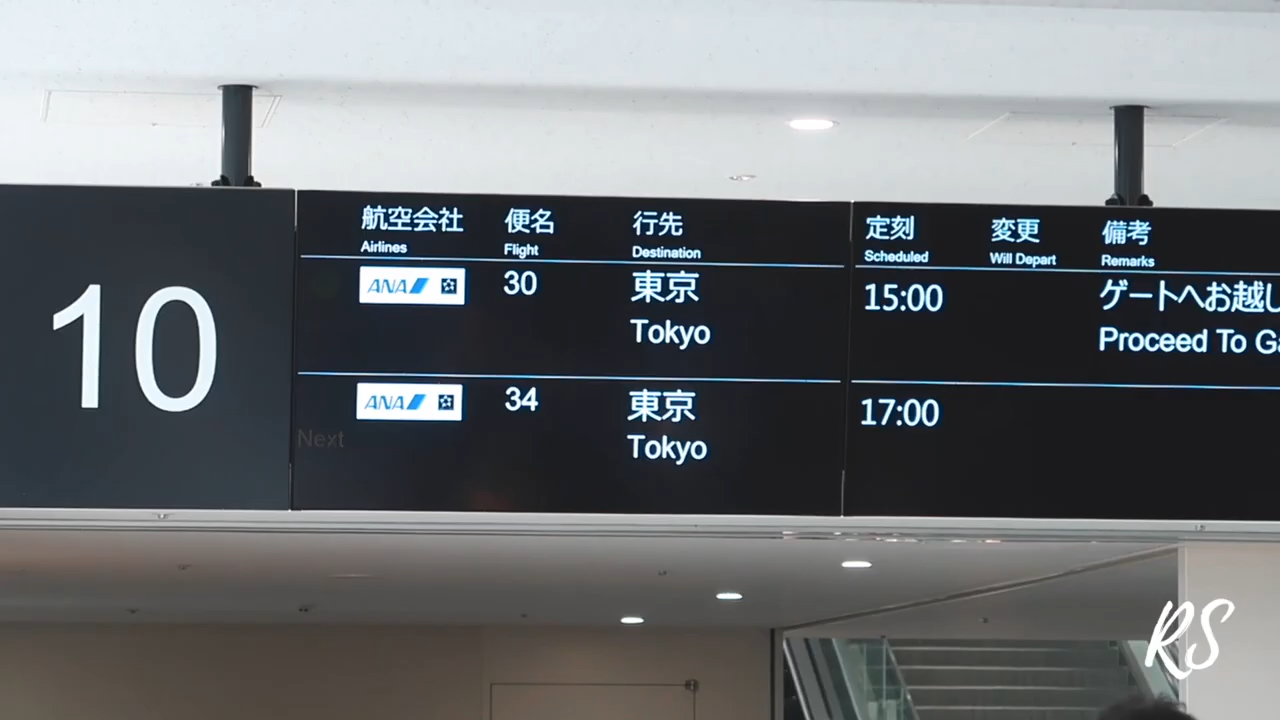 10
航空会社 便名 行先 定刻 変更 備考
Airlines Flight Destination Scheduled Will Depart Remarks
ANA 30 東京 15:00 ゲートへお越し
Tokyo Proceed To Ga
ANA 34 東京 17:00
Next Tokyo
RS